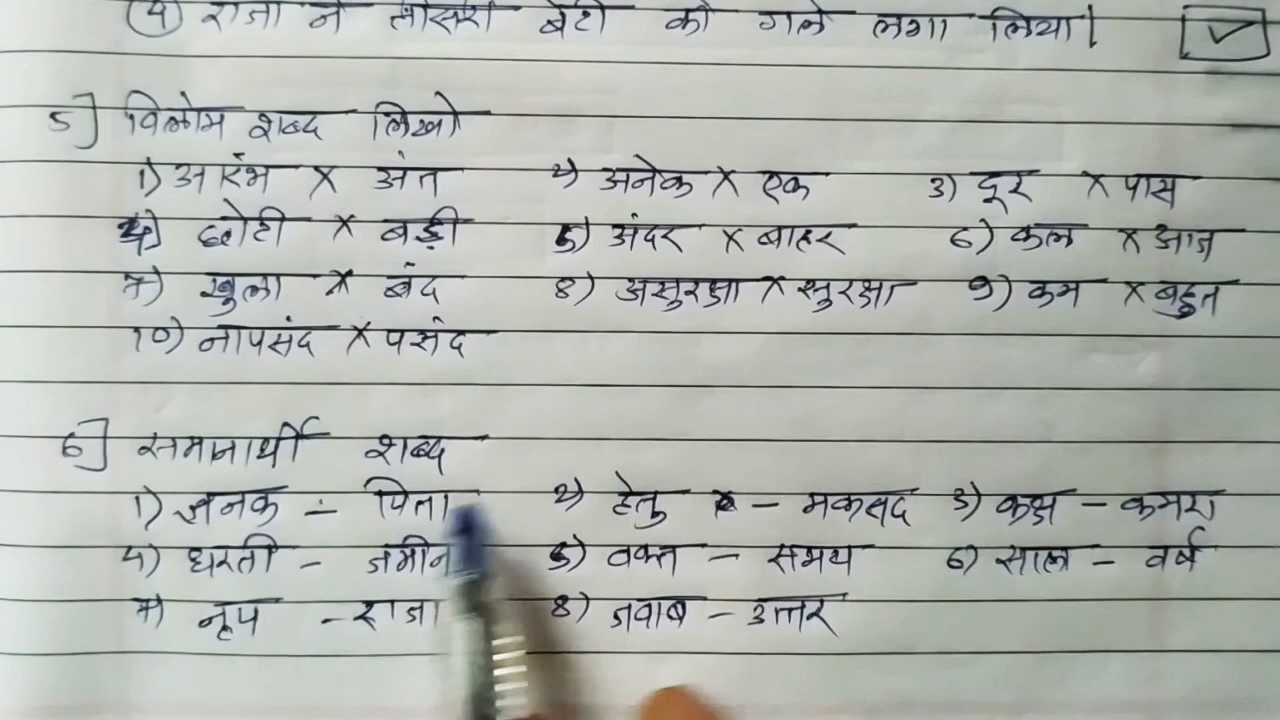 (4) राजा ने तीसरी बेटी को गले लगा लिया।
5] विलोम शब्द लिखो
1) आरंभ X अंत 2) अनेक X एक 3) दूर X पास
4) छोटी X बड़ी 5) अंदर X बाहर 6) कल X आज
7) खुला X बंद 8) असुरक्षा X सुरक्षा 9) कम X बहुत
10) नापसंद X पसंद
6] समानार्थी शब्द
1) जनक - पिता 2) हेतु - मकसद 3) कक्ष - कमरा
4) धरती - जमीन 5) वक्त - समय 6) साल - वर्ष
7) नृप - राजा 8) जवाब - उत्तर